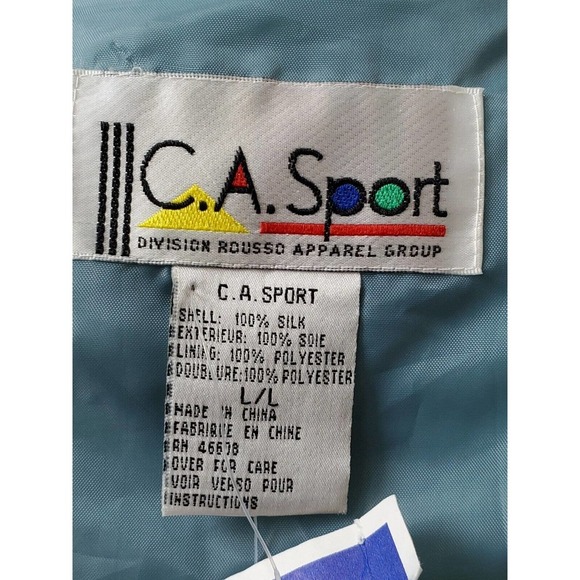 C.A. Sport
DIVISION ROUSSO APPAREL GROUP
C.A.SPORT
SHELL: 100% SILK
EXTERIEUR: 100% SOIE
LINING: 100% POLYESTER
DOUBLURE:100% POLYESTER
L/L
MADE IN CHINA
FABRIQUE EN CHINE
RN
OVER FOR CARE
VOIR VERSO POUR
INSTRUCTIONS